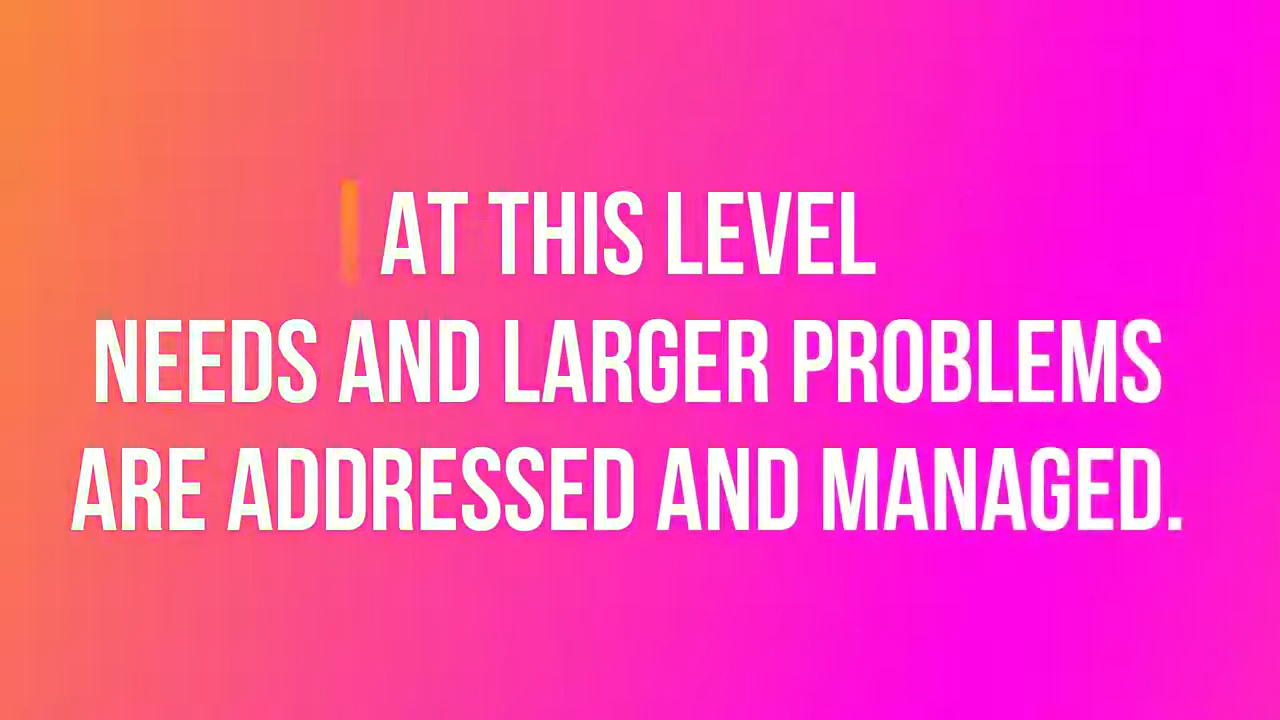 AT THIS LEVEL
NEEDS AND LARGER PROBLEMS
ARE ADDRESSED AND MANAGED.